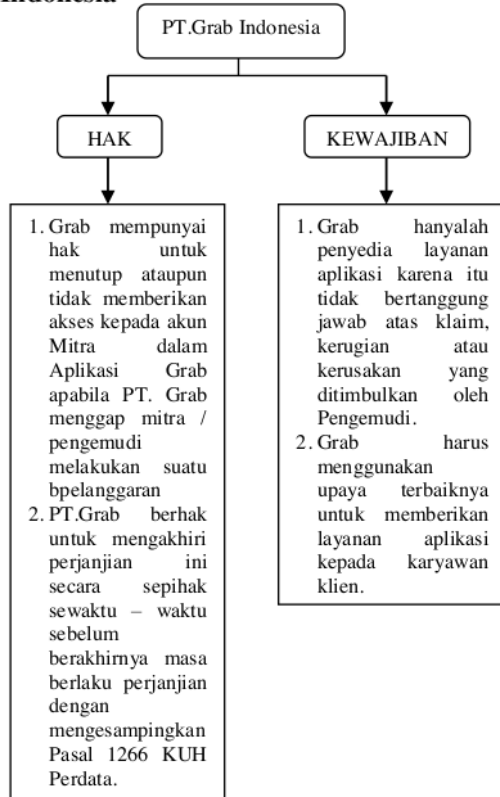 Indonesia
PT.Grab Indonesia
HAK
KEWAJIBAN
1. Grab mempunyai
hak untuk
menutup ataupun
tidak memberikan
akses kepada akun
Mitra dalam
Aplikasi Grab
apabila PT. Grab
menggap mitra /
pengemudi
melakukan suatu
bpelanggaran
2. PT.Grab berhak
untuk mengakhiri
perjanjian ini
secara sepihak
sewaktu – waktu
sebelum
berakhirnya masa
berlaku perjanjian
dengan
mengesampingkan
Pasal 1266 KUH
Perdata.
1. Grab hanyalah
penyedia layanan
aplikasi karena itu
tidak bertanggung
jawab atas klaim,
kerugian atau
kerusakan yang
ditimbulkan oleh
Pengemudi.
2. Grab harus
menggunakan
upaya terbaiknya
untuk memberikan
layanan aplikasi
kepada karyawan
klien.